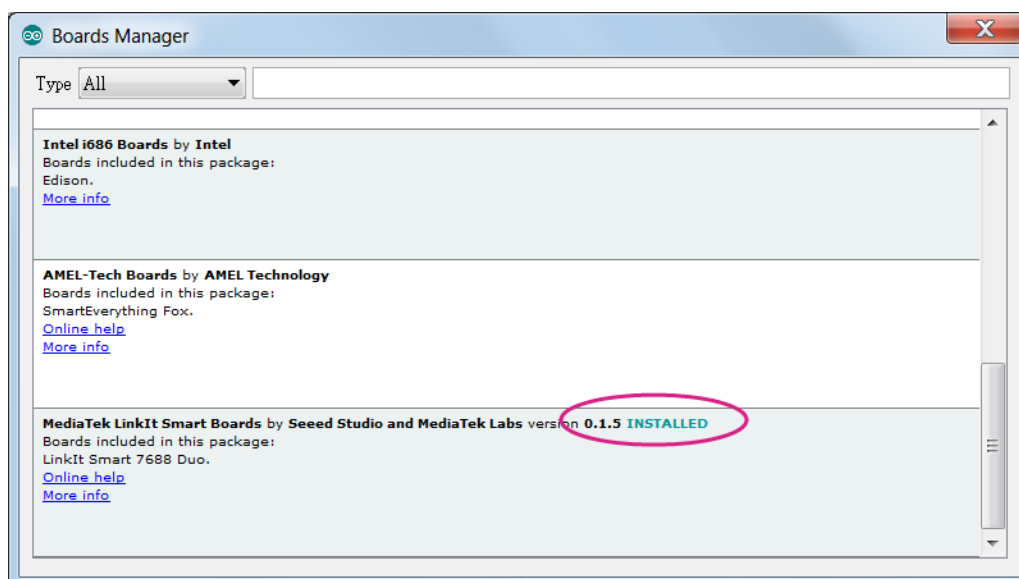 Boards Manager
Type All
Intel i686 Boards by Intel
Boards included in this package:
Edison.
More info
AMEL-Tech Boards by AMEL Technology
Boards included in this package:
SmartEverything Fox.
Online help
More info
MediaTek LinkIt Smart Boards by Seeed Studio and MediaTek Labs version 0.1.5 INSTALLED
Boards included in this package:
LinkIt Smart 7688 Duo.
Online help
More info